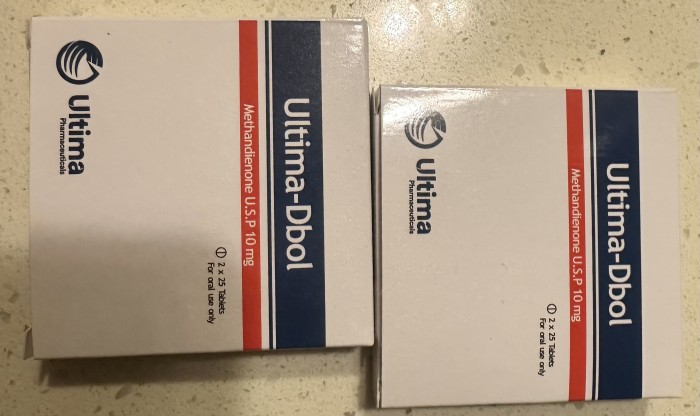 Ultima-Dbol
Methandienone U.S.P 10 mg
2 x 25 Tablets
For oral use only
Ultima
Pharmaceuticals
Ultima-Dbol
Methandienone U.S.P 10 mg
2 x 25 Tablets
For oral use only
Ultima
Pharmaceuticals